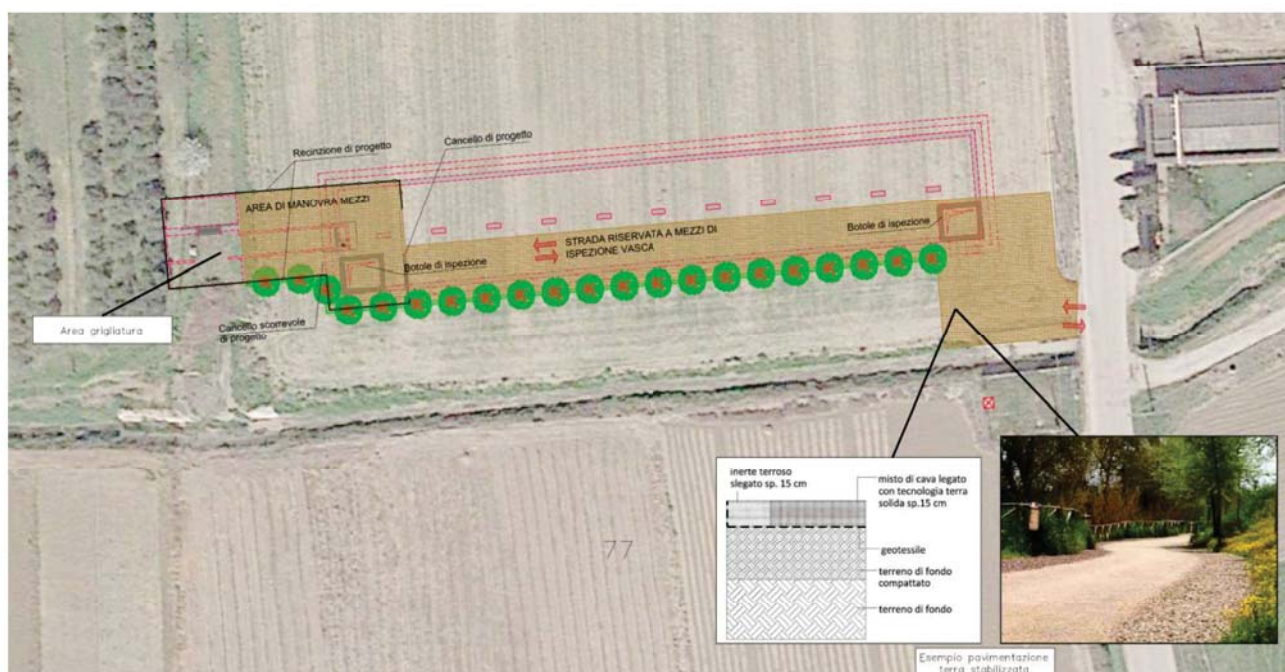 Recinzione di progetto
Cancello di progetto
AREA DI MANOVRA MEZZI
STRADA RISERVATA A MEZZI DI
ISPEZIONE VASCA
Botole di ispezione
Botole di ispezione
Area grigliatura
Cancello scorrevole
di progetto
77
inerte terroso
slegato sp. 15 cm
misto di cava legato
con tecnologia terra
solida sp.15 cm
geotessile
terreno di fondo
compattato
terreno di fondo
Esempio pavimentazione
terra stabilizzata